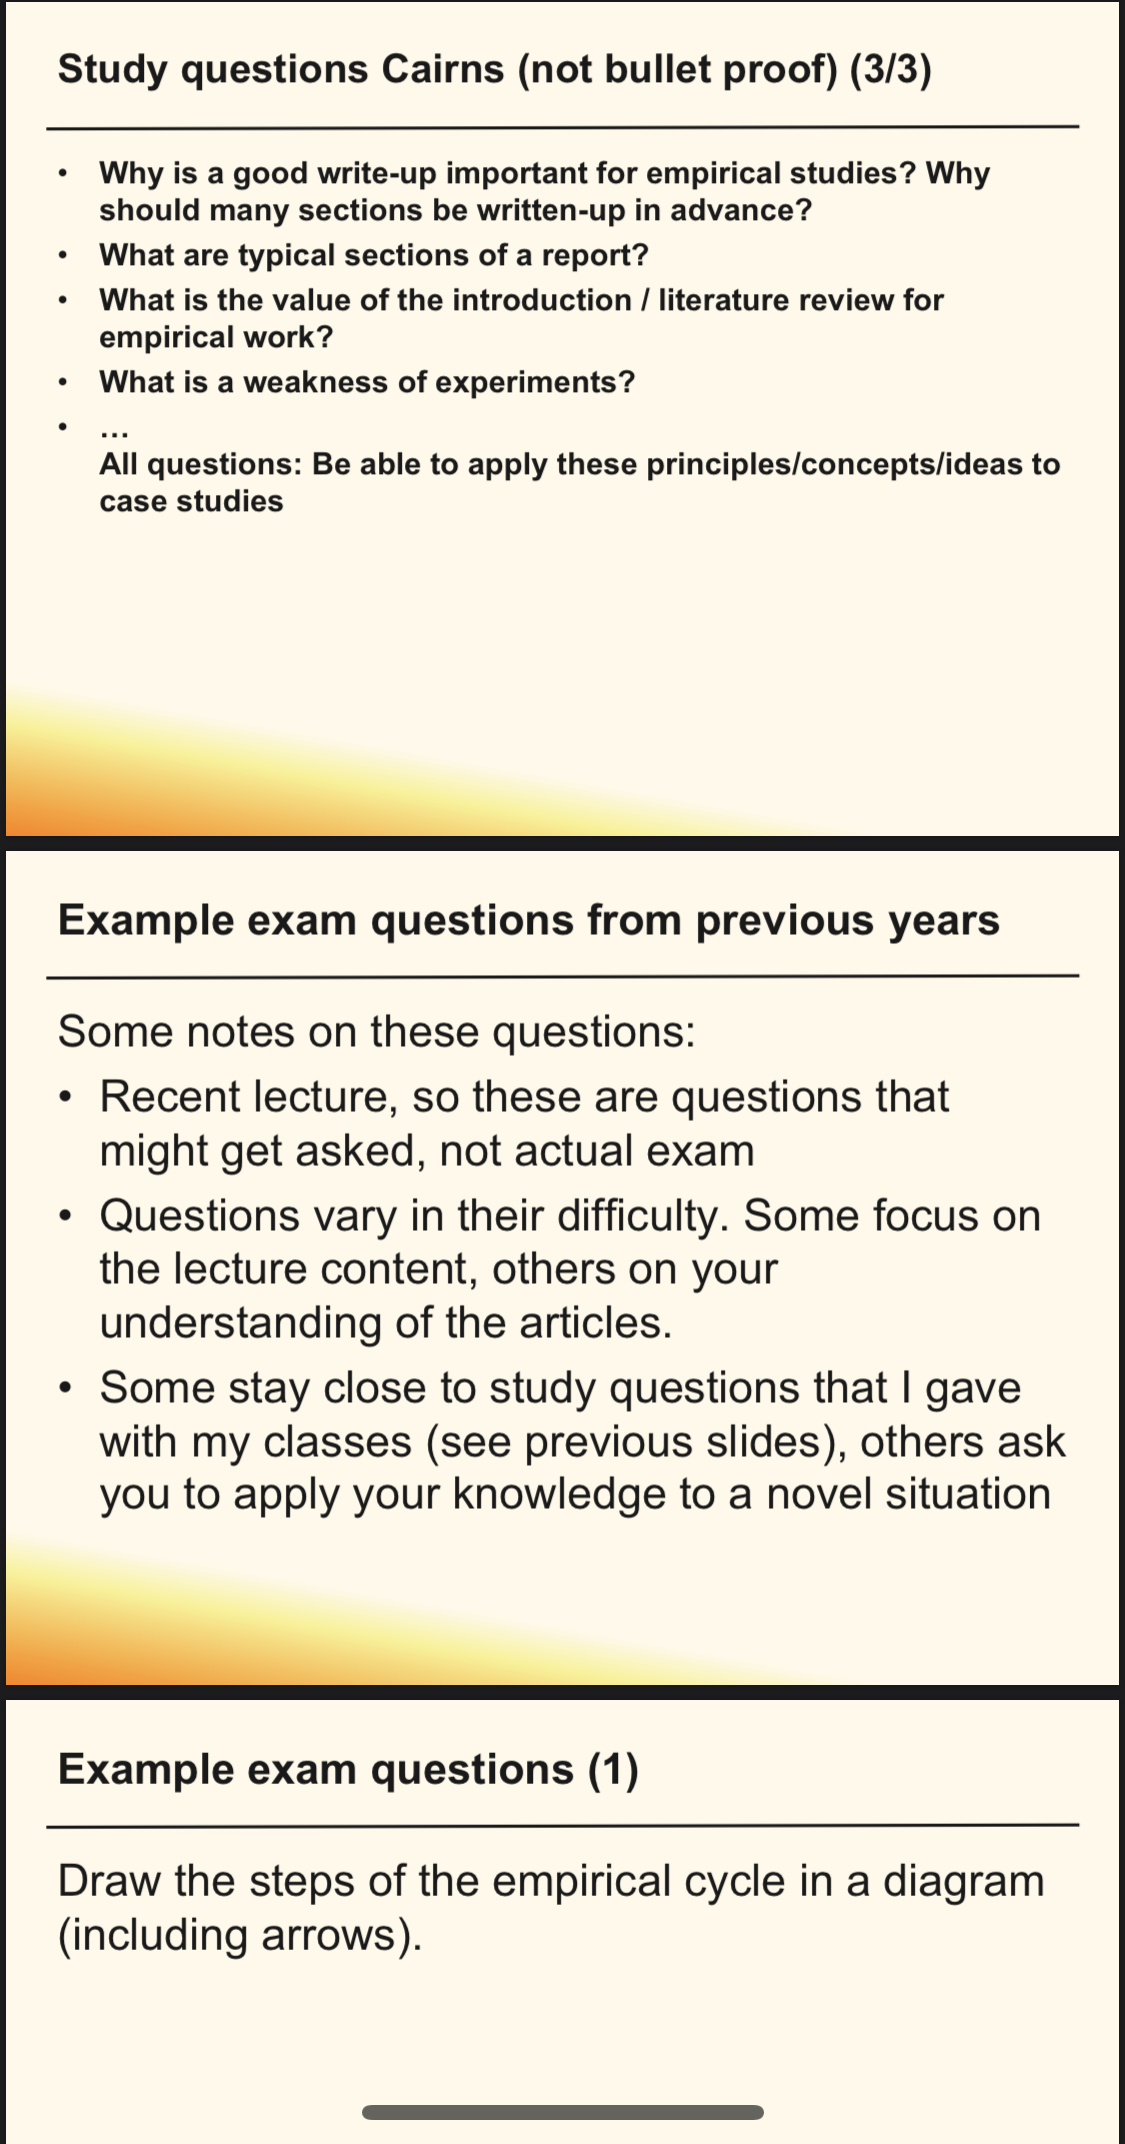 Study questions Cairns (not bullet proof) (3/3)
• Why is a good write-up important for empirical studies? Why
should many sections be written-up in advance?
• What are typical sections of a report?
• What is the value of the introduction / literature review for
empirical work?
• What is a weakness of experiments?
• ...
All questions: Be able to apply these principles/concepts/ideas to
case studies
Example exam questions from previous years
Some notes on these questions:
• Recent lecture, so these are questions that
might get asked, not actual exam
• Questions vary in their difficulty. Some focus on
the lecture content, others on your
understanding of the articles.
• Some stay close to study questions that I gave
with my classes (see previous slides), others ask
you to apply your knowledge to a novel situation
Example exam questions (1)
Draw the steps of the empirical cycle in a diagram
(including arrows).